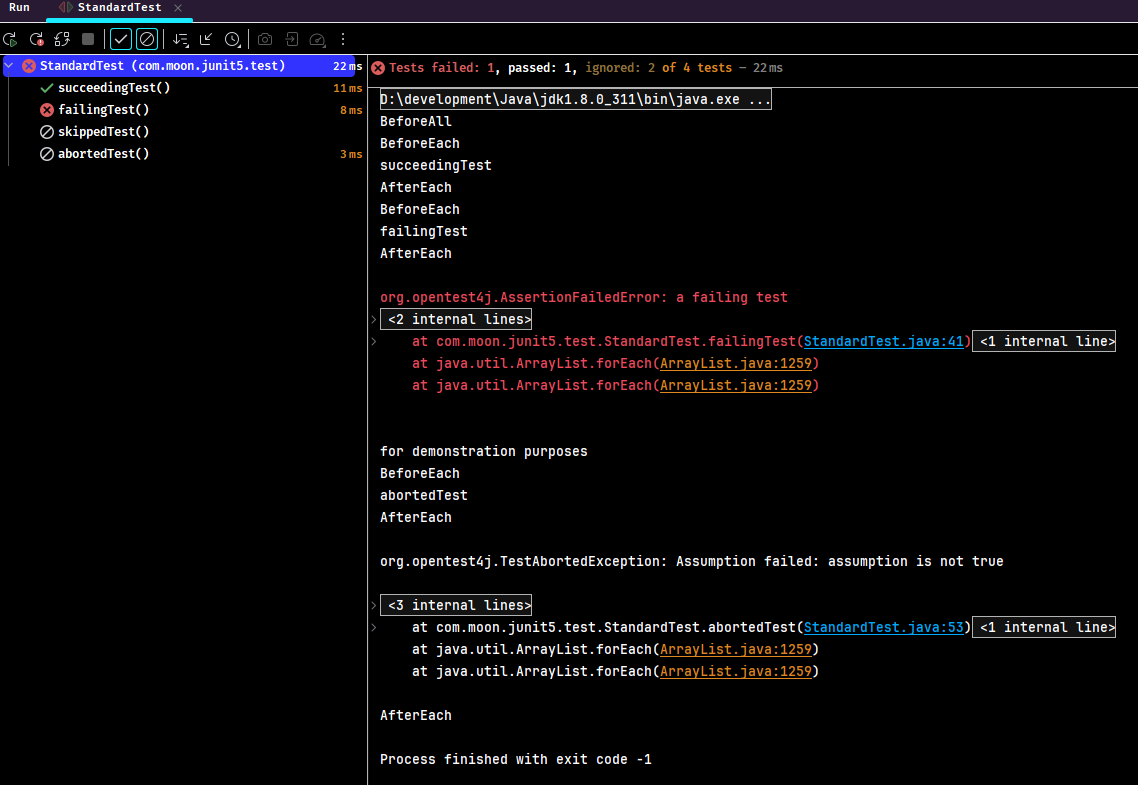 Run StandardTest
StandardTest (com.moon.junit5.test) 22 ms
succeedingTest() 11 ms
failingTest() 8 ms
skippedTest()
abortedTest() 3 ms
Tests failed: 1, passed: 1, ignored: 2 of 4 tests – 22 ms
D:\development\Java\jdk1.8.0_311\bin\java.exe ...
BeforeAll
BeforeEach
succeedingTest
AfterEach
BeforeEach
failingTest
AfterEach
org.opentest4j.AssertionFailedError: a failing test
<2 internal lines>
at com.moon.junit5.test.StandardTest.failingTest(StandardTest.java:41) <1 internal line>
at java.util.ArrayList.forEach(ArrayList.java:1259)
at java.util.ArrayList.forEach(ArrayList.java:1259)
for demonstration purposes
BeforeEach
abortedTest
AfterEach
org.opentest4j.TestAbortedException: Assumption failed: assumption is not true
<3 internal lines>
at com.moon.junit5.test.StandardTest.abortedTest(StandardTest.java:53) <1 internal line>
at java.util.ArrayList.forEach(ArrayList.java:1259)
at java.util.ArrayList.forEach(ArrayList.java:1259)
AfterEach
Process finished with exit code -1